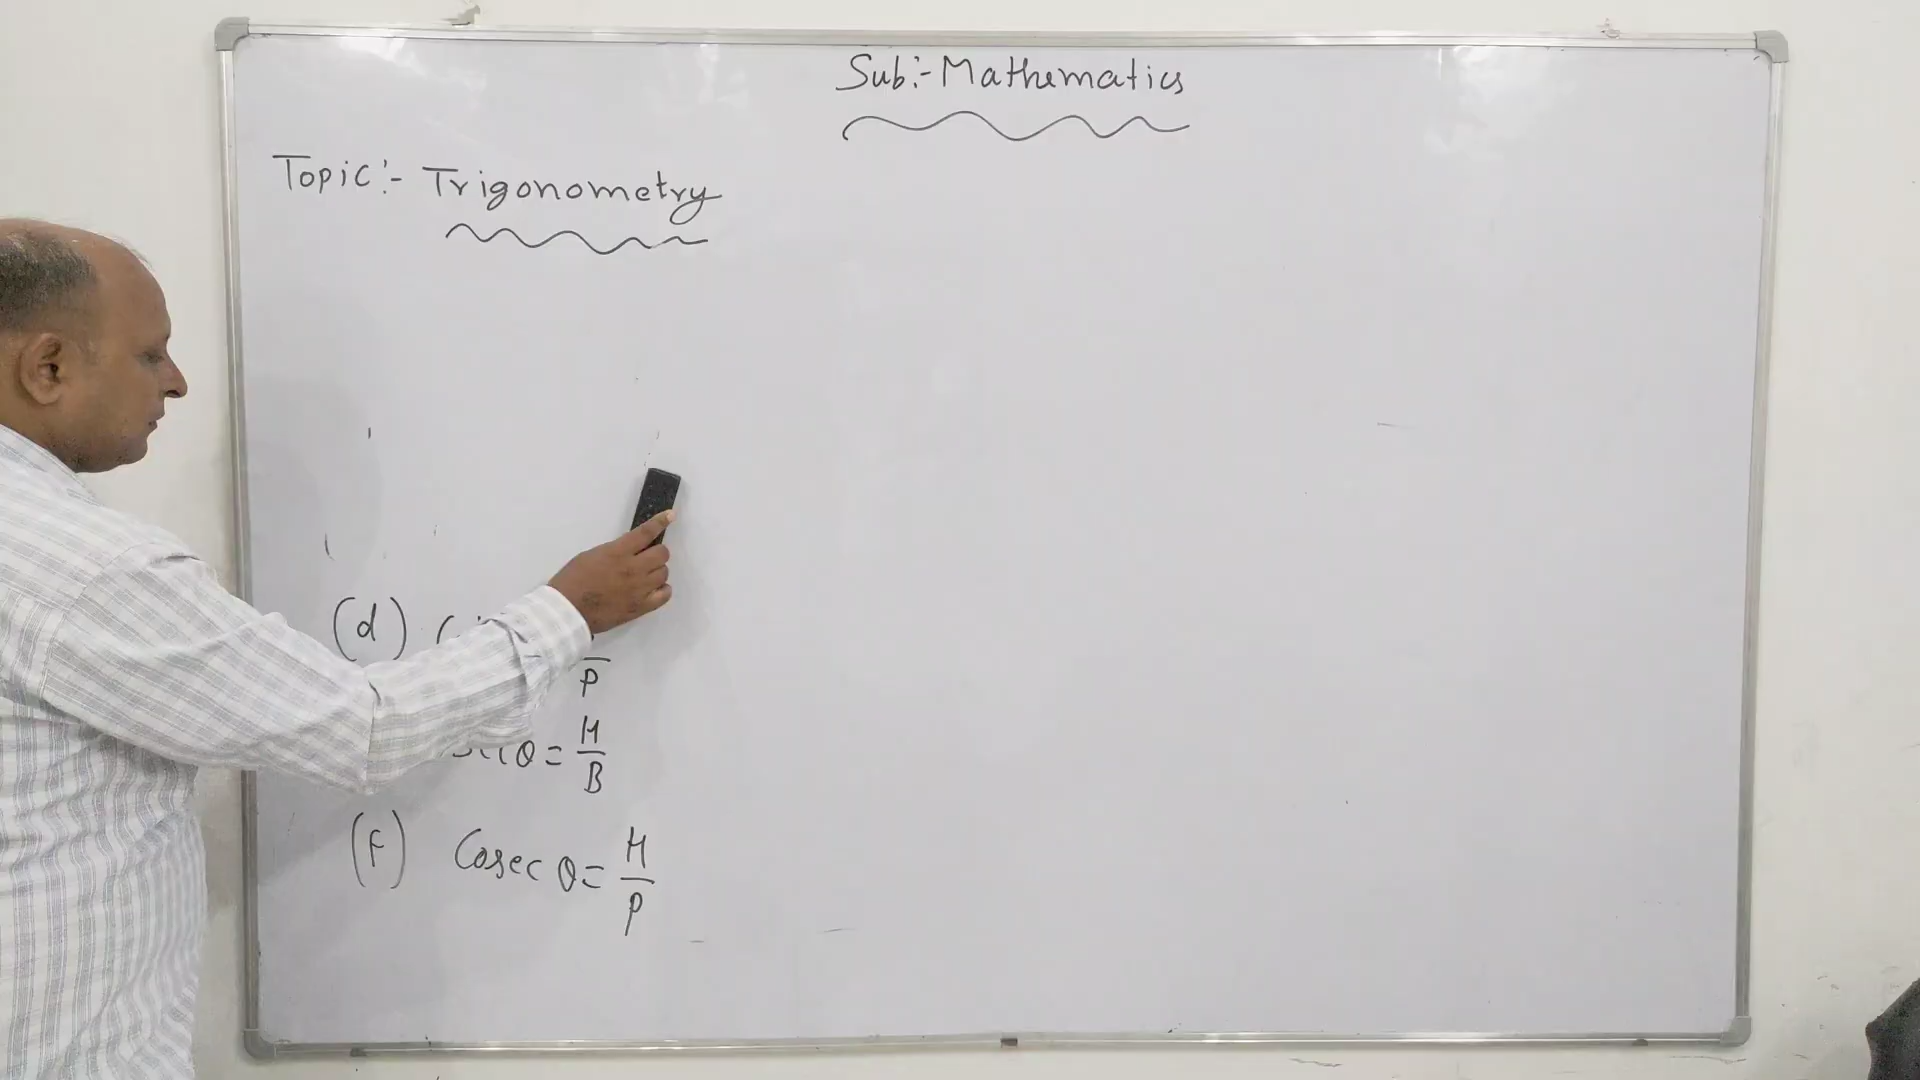 Sub:- Mathematics
Topic:- Trigonometry
(d)
P
θ = H/B
(f) Cosec θ = H/P